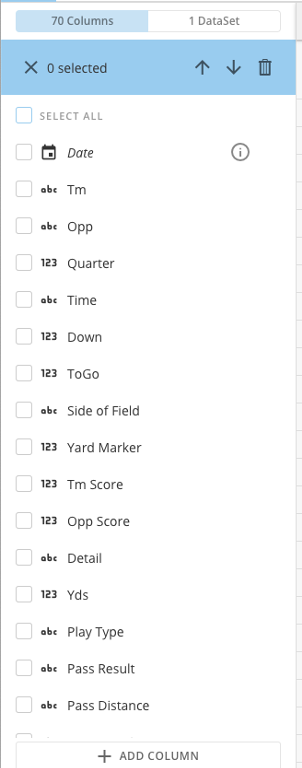 70 Columns 1 DataSet
0 selected
SELECT ALL
Date
abc Tm
abc Opp
123 Quarter
abc Time
123 Down
123 ToGo
abc Side of Field
123 Yard Marker
123 Tm Score
123 Opp Score
abc Detail
123 Yds
abc Play Type
abc Pass Result
abc Pass Distance
ADD COLUMN